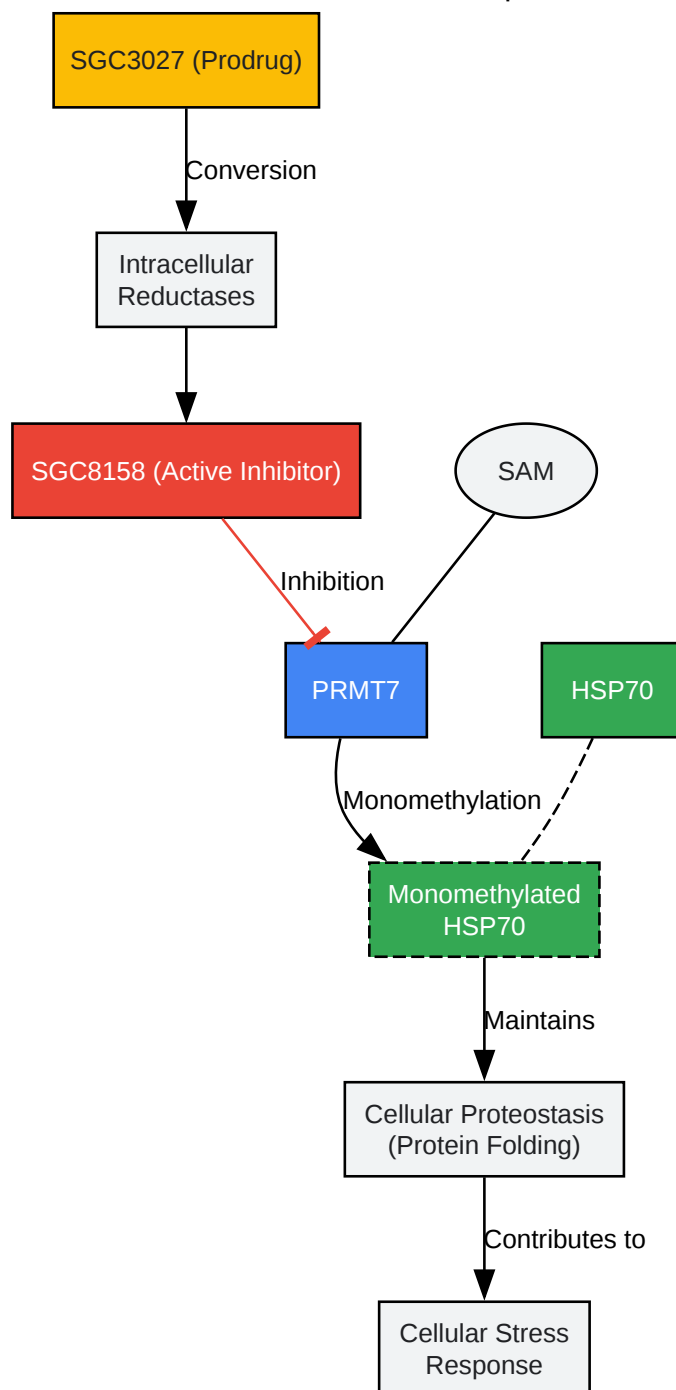 SGC3027 (Prodrug)
Conversion
Intracellular
Reductases
SGC8158 (Active Inhibitor)
SAM
Inhibition
PRMT7
HSP70
Monomethylation
Monomethylated
HSP70
Maintains
Cellular Proteostasis
(Protein Folding)
Contributes to
Cellular Stress
Response